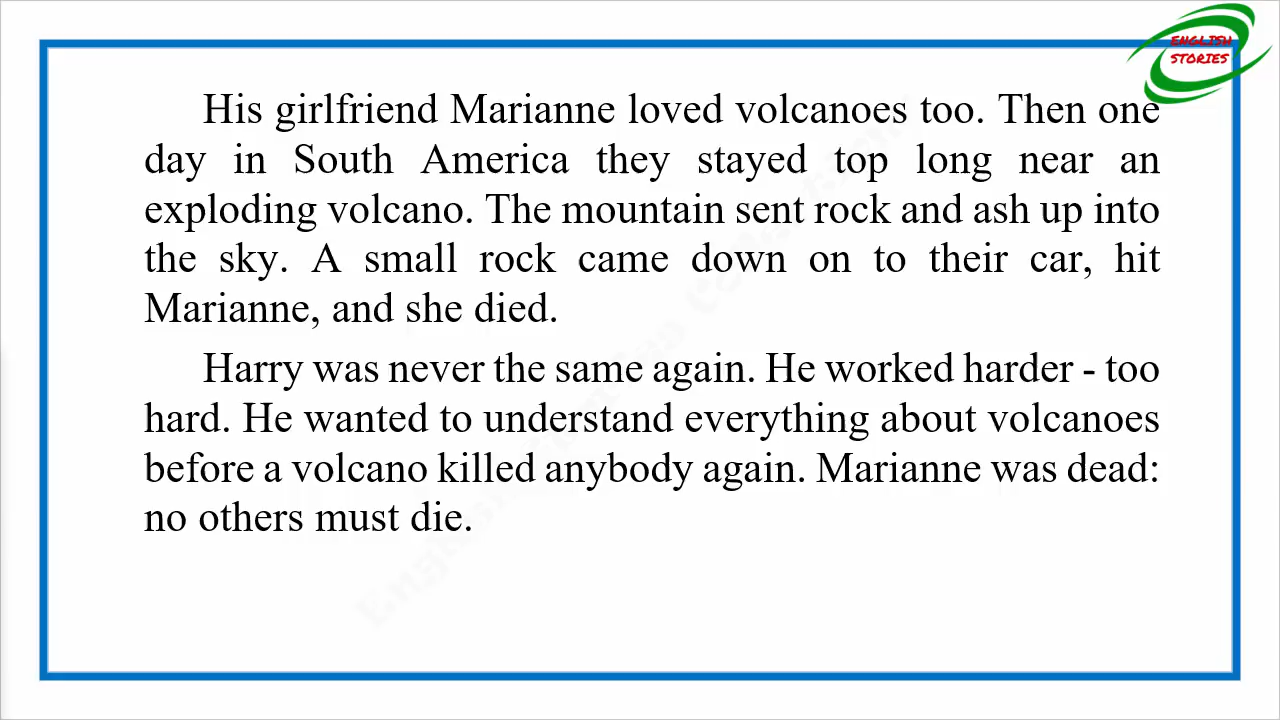 ENGLISH
STORIES
His girlfriend Marianne loved volcanoes too. Then one
day in South America they stayed top long near an
exploding volcano. The mountain sent rock and ash up into
the sky. A small rock came down on to their car, hit
Marianne, and she died.
Harry was never the same again. He worked harder - too
hard. He wanted to understand everything about volcanoes
before a volcano killed anybody again. Marianne was dead:
no others must die.